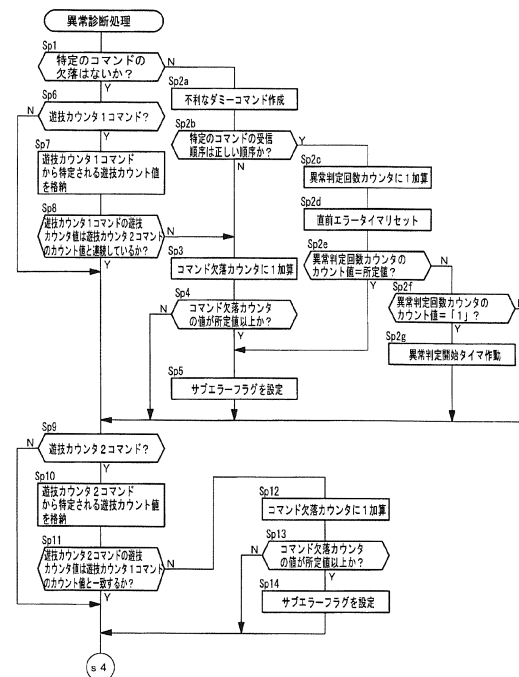 異常診断処理
Sp1
特定のコマンドの
欠落はないか？
N
Y
Sp6
N
遊技カウンタ1コマンド？
Y
Sp7
遊技カウンタ1コマンド
から特定される遊技カウント値
を格納
Sp8
遊技カウンタ1コマンドの遊技
カウンタ値は遊技カウンタ2コマンド
のカウント値と連験しているか？
N
Y
Sp2a
不利なダミーコマンド作成
Sp2b
特定のコマンドの受信
順序は正しい順序か？
Y
N
Sp2c
異常判定回数カウンタに1加算
Sp2d
直前エラータイマリセット
Sp2e
異常判定回数カウンタの
カウント値＝所定値？
N
Y
Sp2f
異常判定回数カウンタの
カウント値＝「1」？
N
Y
Sp2g
異常判定開始タイマ作動
Sp3
コマンド欠落カウンタに1加算
Sp4
コマンド欠落カウンタ
の値が所定値以上か？
N
Y
Sp5
サブエラーフラグを設定
Sp9
N
遊技カウンタ2コマンド？
Y
Sp10
遊技カウンタ2コマンド
から特定される遊技カウント値
を格納
Sp11
遊技カウンタ2コマンドの遊技
カウンタ値は遊技カウンタ1コマンド
のカウント値と一致するか？
N
Y
Sp12
コマンド欠落カウンタに1加算
Sp13
コマンド欠落カウンタ
の値が所定値以上か？
N
Y
Sp14
サブエラーフラグを設定
s4